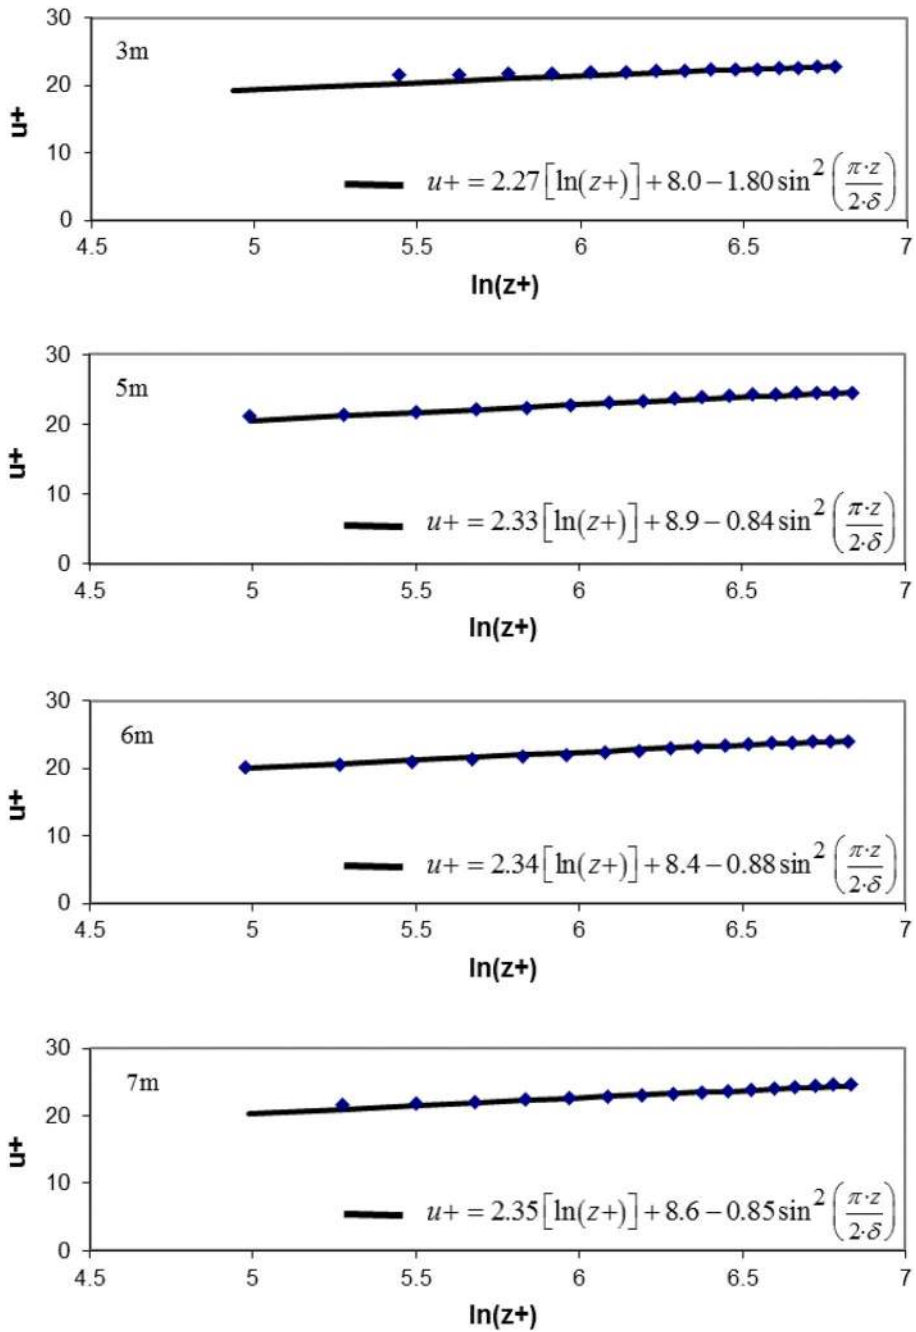 30
3m
20
u+
10
u+ = 2.27[ln(z+)] + 8.0 − 1.80 sin² (π·z / 2·δ)
0
4.5 5 5.5 6 6.5 7
ln(z+)
30
5m
20
u+
10
u+ = 2.33[ln(z+)] + 8.9 − 0.84 sin² (π·z / 2·δ)
0
4.5 5 5.5 6 6.5 7
ln(z+)
30
6m
20
u+
10
u+ = 2.34[ln(z+)] + 8.4 − 0.88 sin² (π·z / 2·δ)
0
4.5 5 5.5 6 6.5 7
ln(z+)
30
7m
20
u+
10
u+ = 2.35[ln(z+)] + 8.6 − 0.85 sin² (π·z / 2·δ)
0
4.5 5 5.5 6 6.5 7
ln(z+)